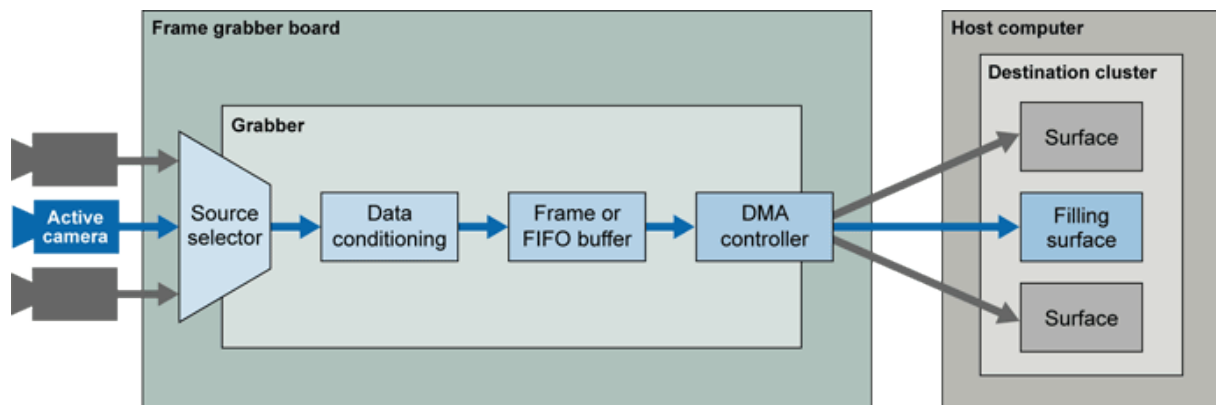 Frame grabber board
Host computer
Destination cluster
Grabber
Surface
Active
camera
Source
selector
Data
conditioning
Frame or
FIFO buffer
DMA
controller
Filling
surface
Surface